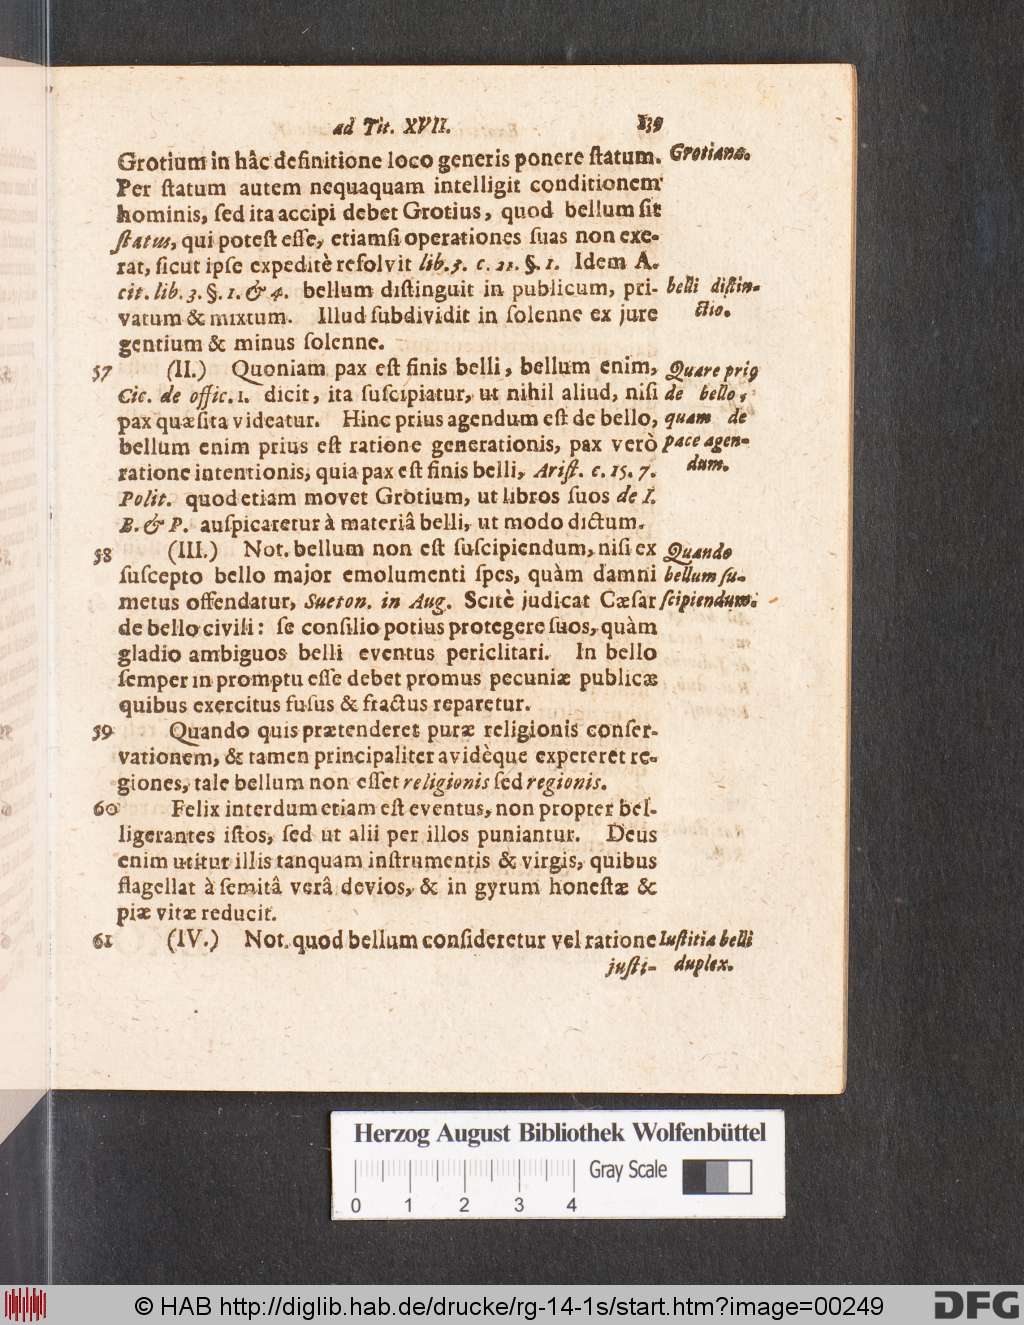 ad Tit. XVII. 139
Grotium in hâc definitione loco generis ponere ſtatum. Grotianæ.
Per ſtatum autem nequaquam intelligit conditionem
hominis, ſed ita accipi debet Grotius, quod bellum ſit
ſtatus, qui poteſt eſſe, etiamſi operationes ſuas non exe-
rat, ſicut ipſe expeditè reſolvit lib. 3. c. 21. §. 1. Idem A.
cit. lib. 3. §. 1. & 4. bellum diſtinguit in publicum, pri- belli diſtin-
vatum & mixtum. Illud ſubdividit in ſolenne ex jure ctio.
gentium & minus ſolenne.
57 (II.) Quoniam pax eſt finis belli, bellum enim, Quare priꝰ
Cic. de offic. 1. dicit, ita ſuſcipiatur, ut nihil aliud, niſi de bello,
pax quæſita videatur. Hinc prius agendum eſt de bello, quam de
bellum enim prius eſt ratione generationis, pax verò pace agen-
ratione intentionis, quia pax eſt finis belli, Ariſt. c. 15. 7. dum.
Polit. quod etiam movet Grotium, ut libros ſuos de I.
B. & P. auſpicaretur à materiâ belli, ut modo dictum.
58 (III.) Not. bellum non eſt ſuſcipiendum, niſi ex Quando
ſuſcepto bello major emolumenti ſpes, quàm damni bellum ſu-
metus offendatur, Sueton. in Aug. Scitè judicat Cæſar ſcipiendum.
de bello civili: ſe conſilio potius protegere ſuos, quàm
gladio ambiguos belli eventus periclitari. In bello
ſemper in promptu eſſe debet promus pecuniæ publicæ
quibus exercitus fuſus & fractus reparetur.
59 Quando quis prætenderet puræ religionis conſer-
vationem, & tamen principaliter avidèque expeteret re-
giones, tale bellum non eſſet religionis ſed regionis.
60 Felix interdum etiam eſt eventus, non propter bel-
ligerantes iſtos, ſed ut alii per illos puniantur. Deus
enim utitur illis tanquam inſtrumentis & virgis, quibus
flagellat à ſemitâ verâ devios, & in gyrum honeſtæ &
piæ vitæ reducit.
61 (IV.) Not. quod bellum conſideretur vel ratione Iuſtitia belli
juſti- duplex.
Herzog August Bibliothek Wolfenbüttel
Gray Scale
0 1 2 3 4
© HAB http://diglib.hab.de/drucke/rg-14-1s/start.htm?image=00249
DFG